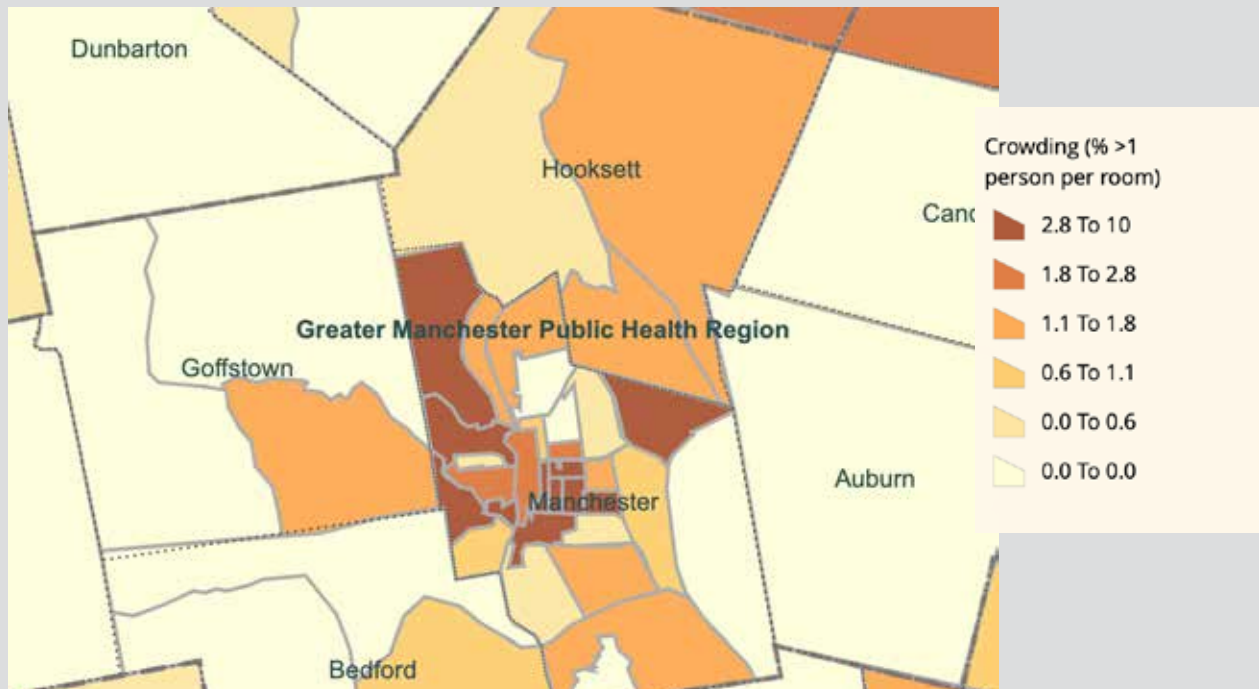 Dunbarton
Hooksett
Crowding (% >1
person per room)
Canc
2.8 To 10
1.8 To 2.8
Greater Manchester Public Health Region
1.1 To 1.8
Goffstown
0.6 To 1.1
0.0 To 0.6
0.0 To 0.0
Auburn
Manchester
Bedford